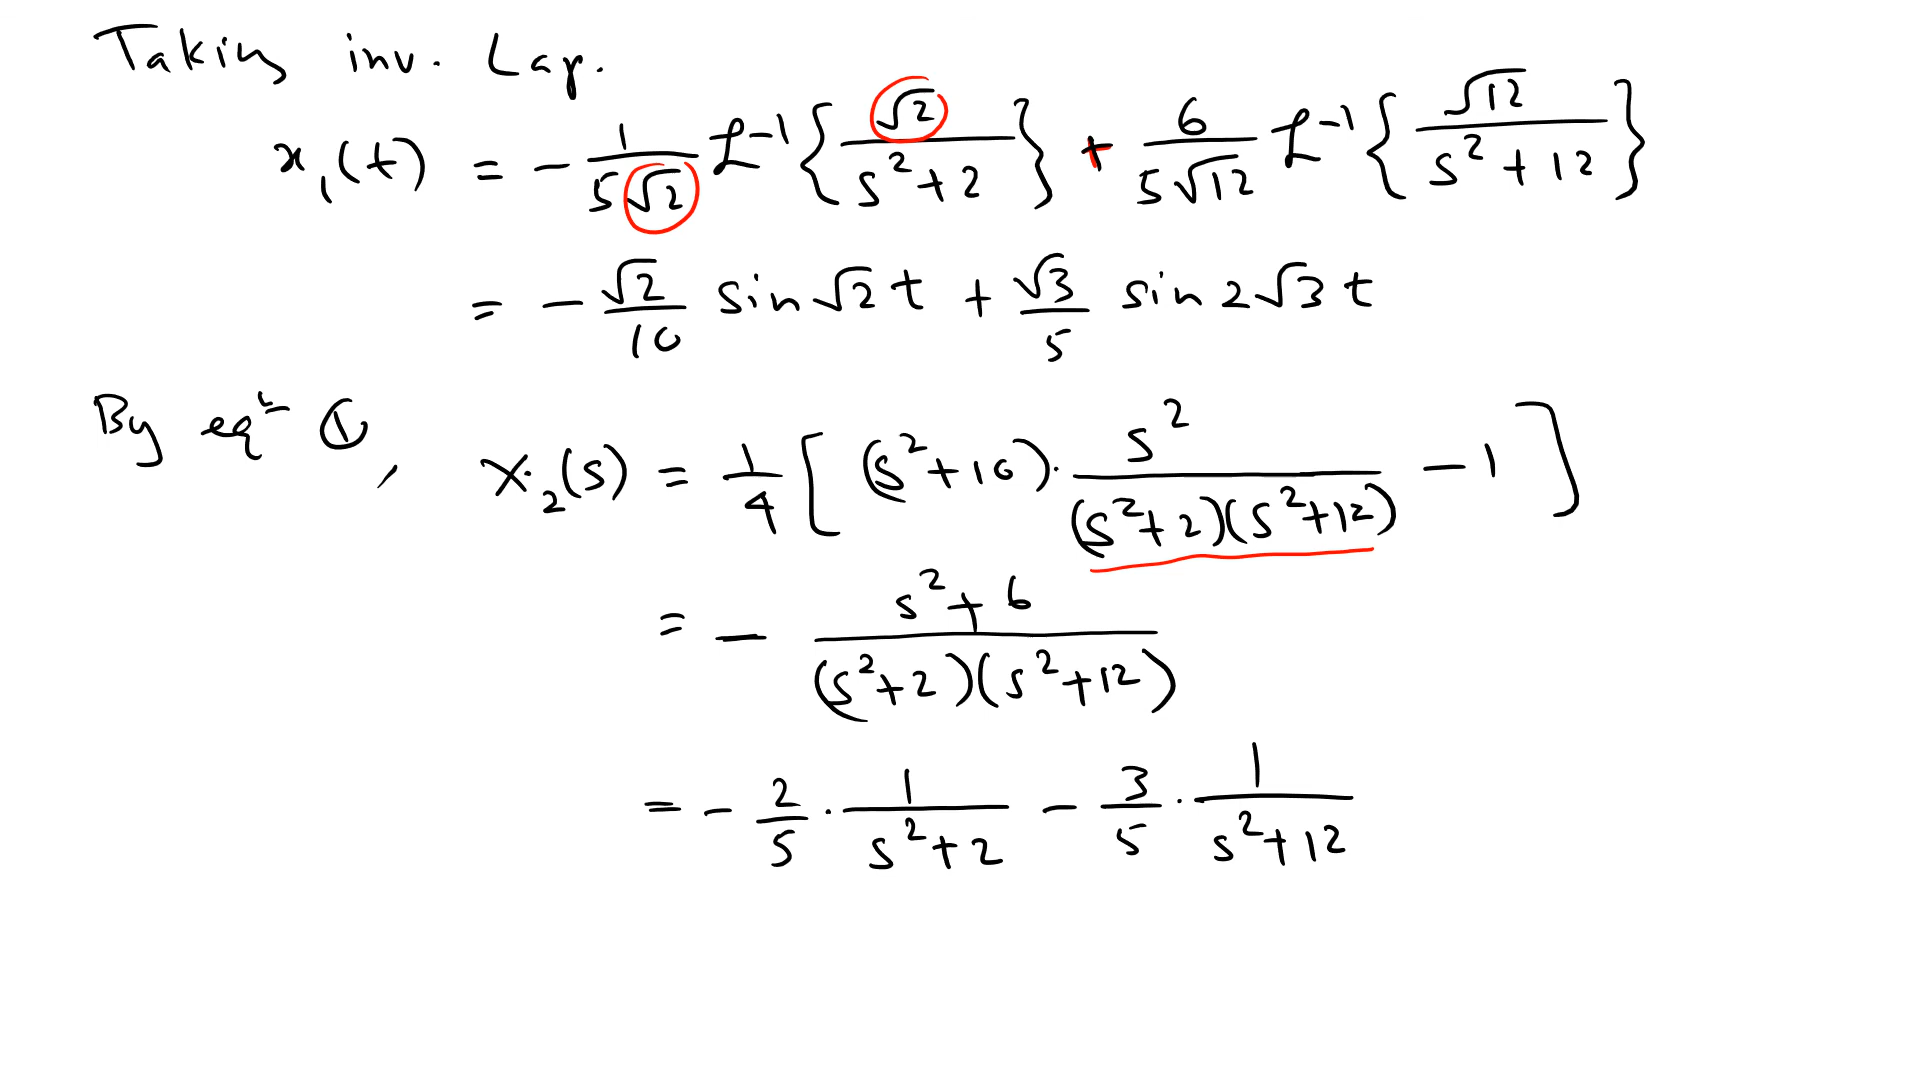 Taking inv. Lap.
x₁(t) = - 1/(5√2) ℒ⁻¹{ √2/(s²+2) } + 6/(5√12) ℒ⁻¹{ √12/(s²+12) }
= - √2/10 sin√2 t + √3/5 sin 2√3 t
By eqⁿ ①, X₂(s) = 1/4 [ (s²+10) · s²/((s²+2)(s²+12)) - 1 ]
= - (s²+6)/((s²+2)(s²+12))
= - 2/5 · 1/(s²+2) - 3/5 · 1/(s²+12)